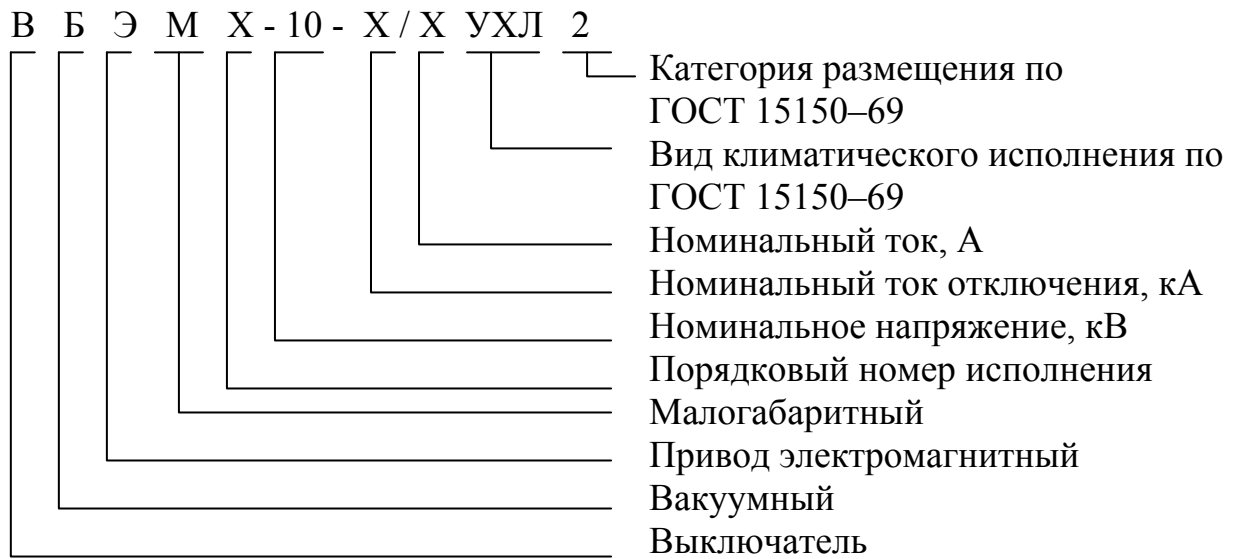 В Б Э М Х - 10 - Х / Х УХЛ 2
Категория размещения по
ГОСТ 15150–69
Вид климатического исполнения по
ГОСТ 15150–69
Номинальный ток, А
Номинальный ток отключения, кА
Номинальное напряжение, кВ
Порядковый номер исполнения
Малогабаритный
Привод электромагнитный
Вакуумный
Выключатель